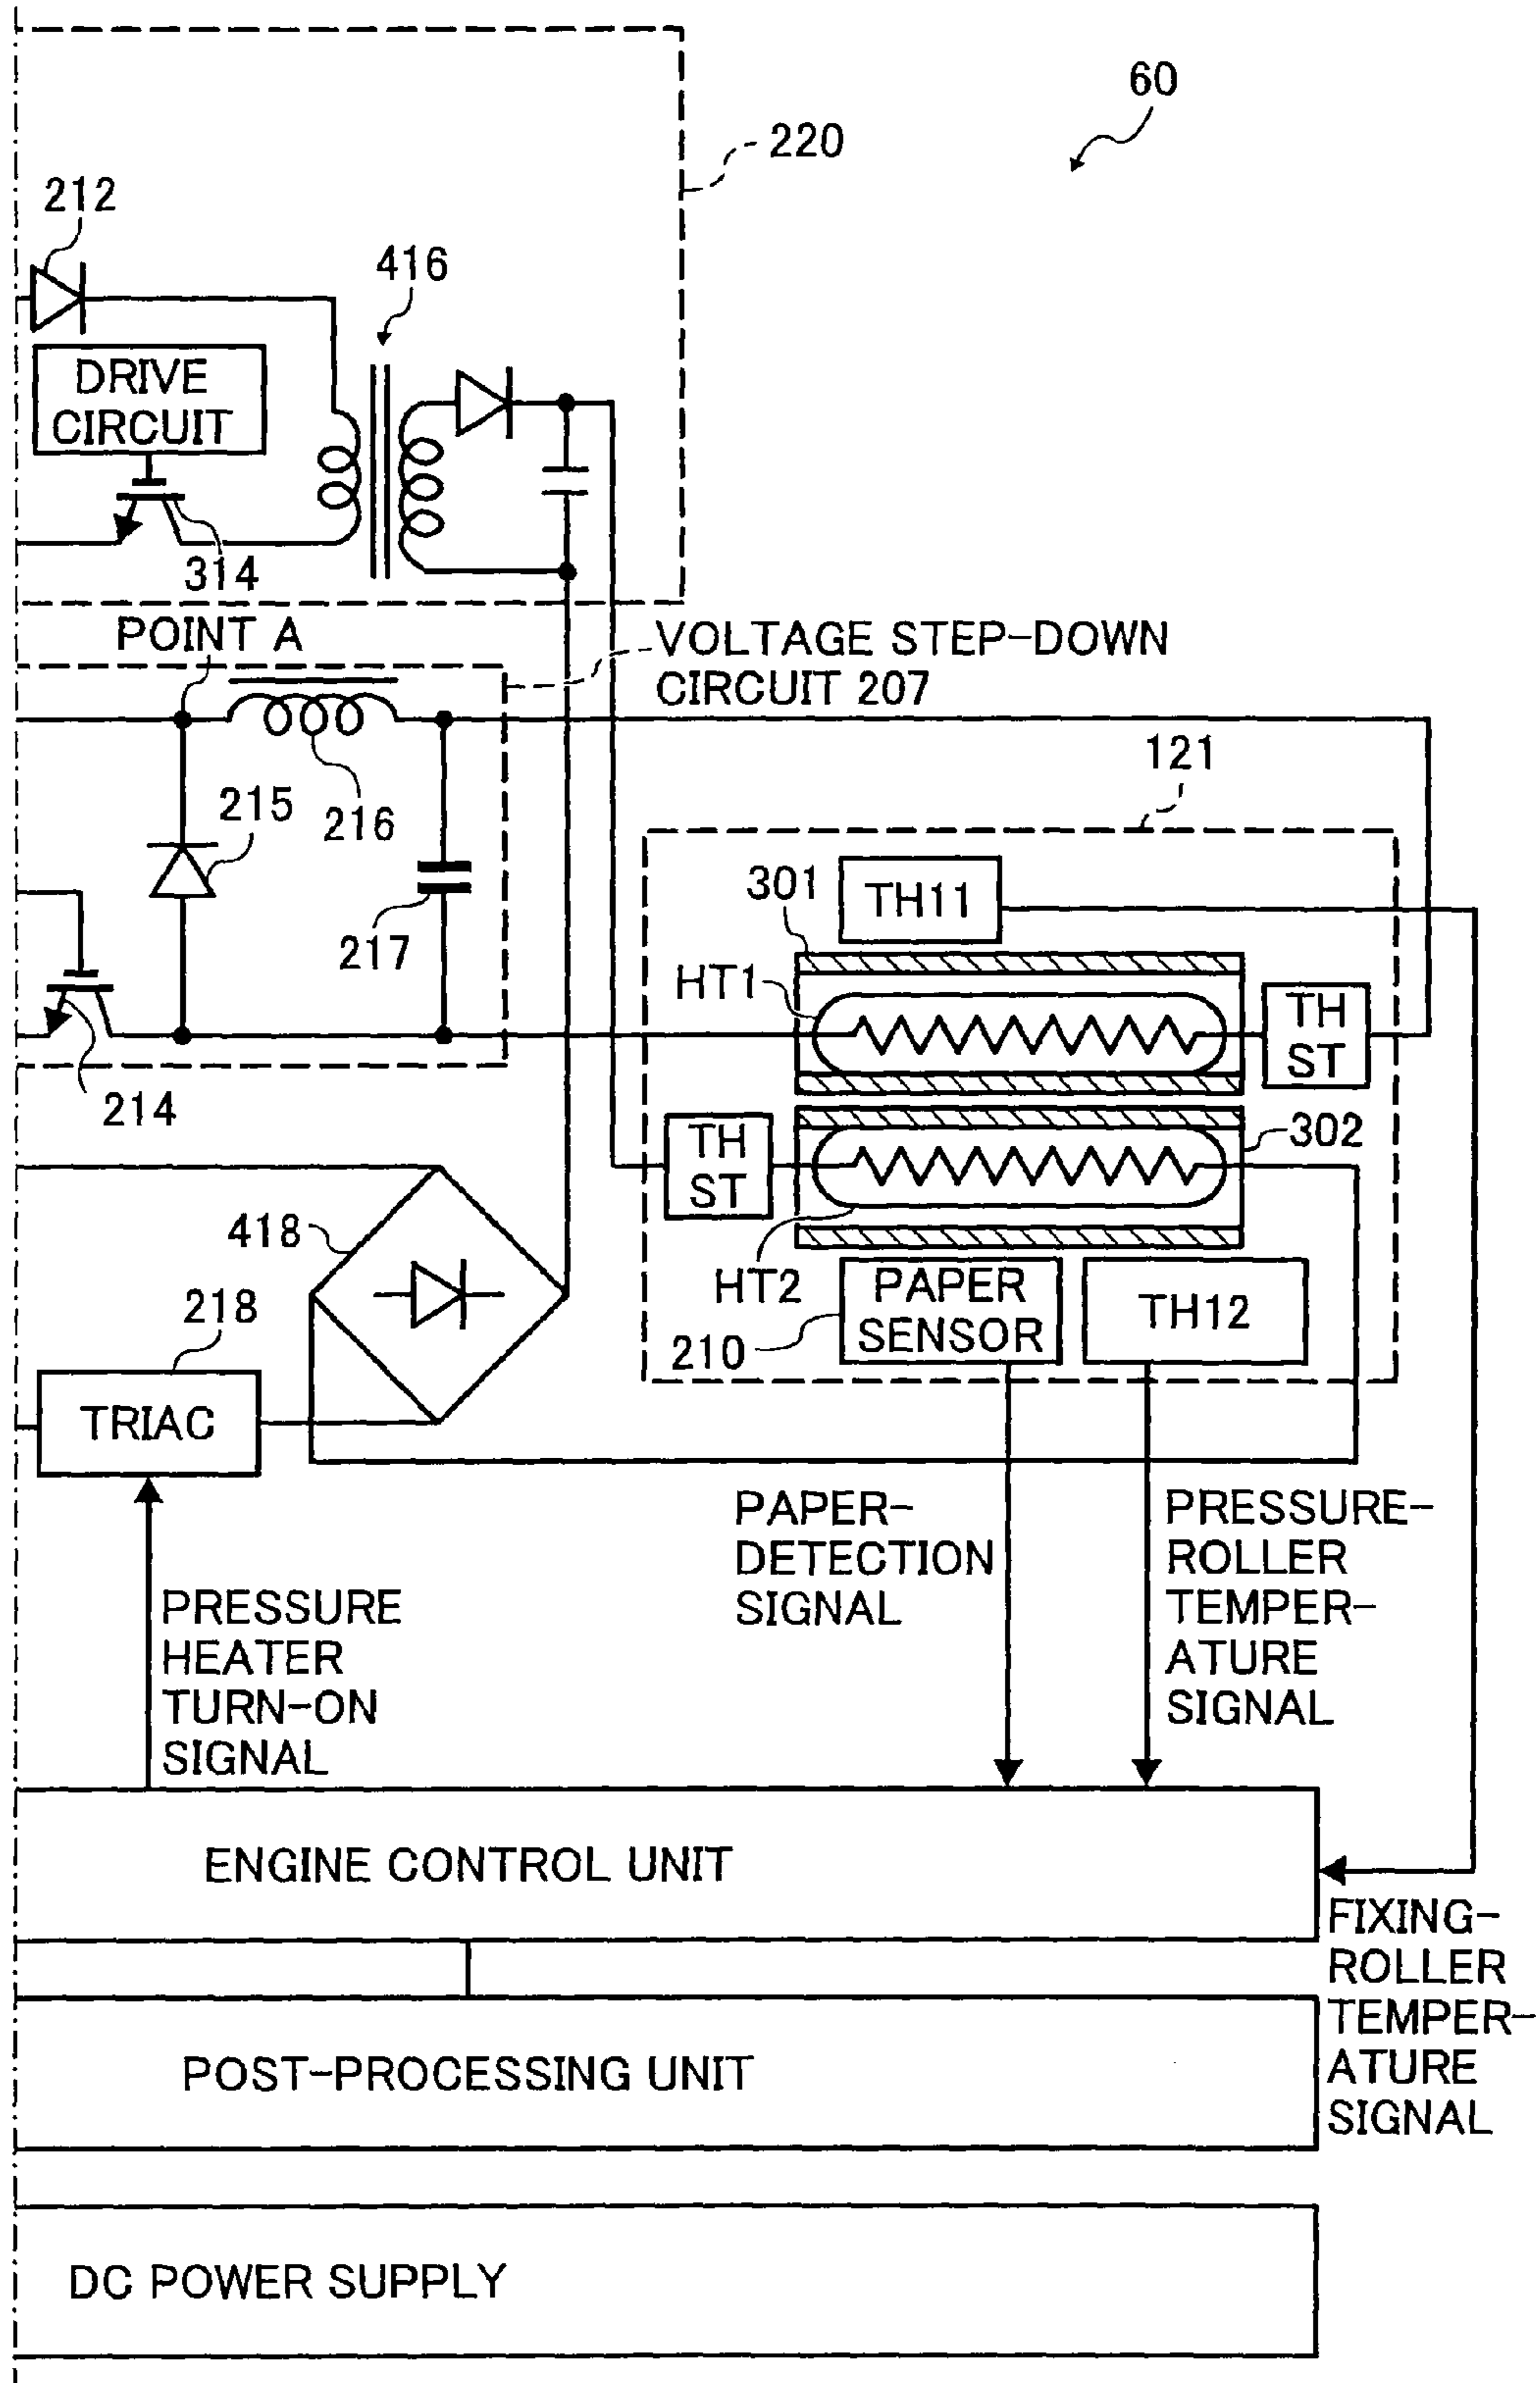 60
220
212
416
DRIVE
CIRCUIT
314
POINT A
VOLTAGE STEP-DOWN
CIRCUIT 207
121
215
216
301
TH11
217
HT1
TH
ST
214
TH
ST
302
418
HT2
PAPER
SENSOR
TH12
218
210
TRIAC
PAPER-
DETECTION
SIGNAL
PRESSURE-
ROLLER
TEMPER-
ATURE
SIGNAL
PRESSURE
HEATER
TURN-ON
SIGNAL
ENGINE CONTROL UNIT
FIXING-
ROLLER
TEMPER-
ATURE
SIGNAL
POST-PROCESSING UNIT
DC POWER SUPPLY